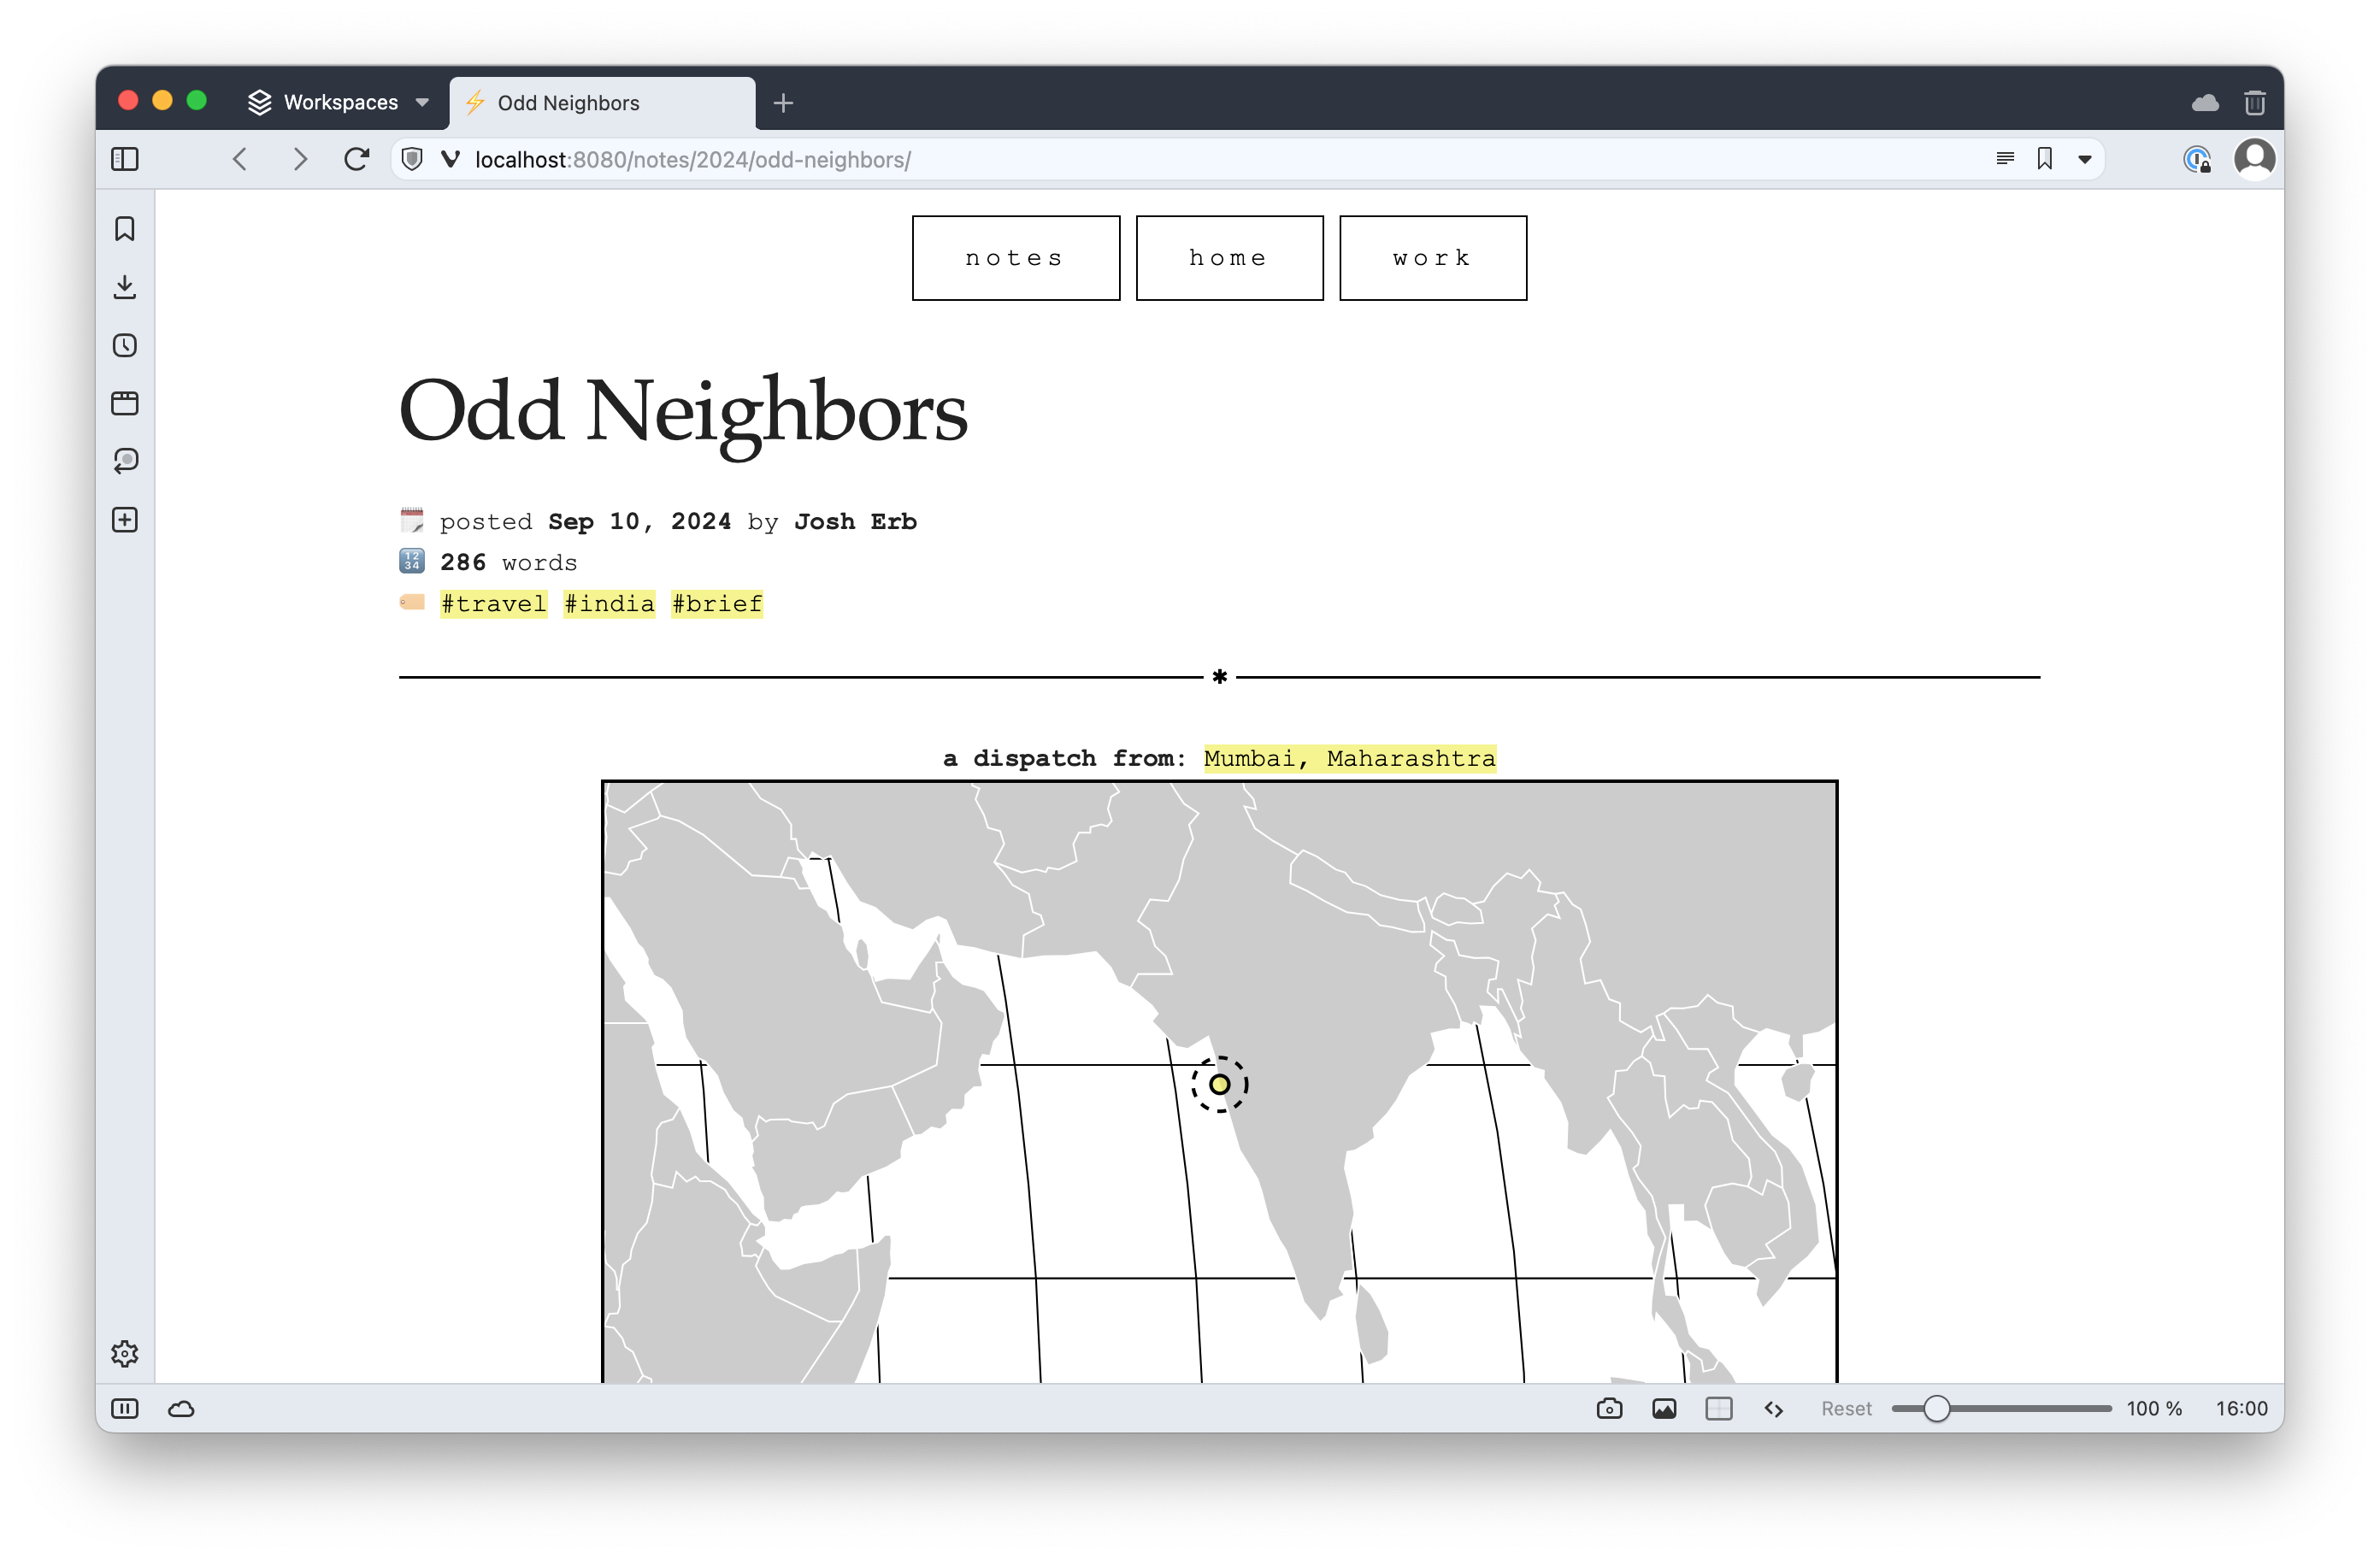 Workspaces
Odd Neighbors
localhost:8080/notes/2024/odd-neighbors/
notes home work
Odd Neighbors
posted Sep 10, 2024 by Josh Erb
1234
286 words
#travel #india #brief
*
a dispatch from: Mumbai, Maharashtra
Reset 100 % 16:00